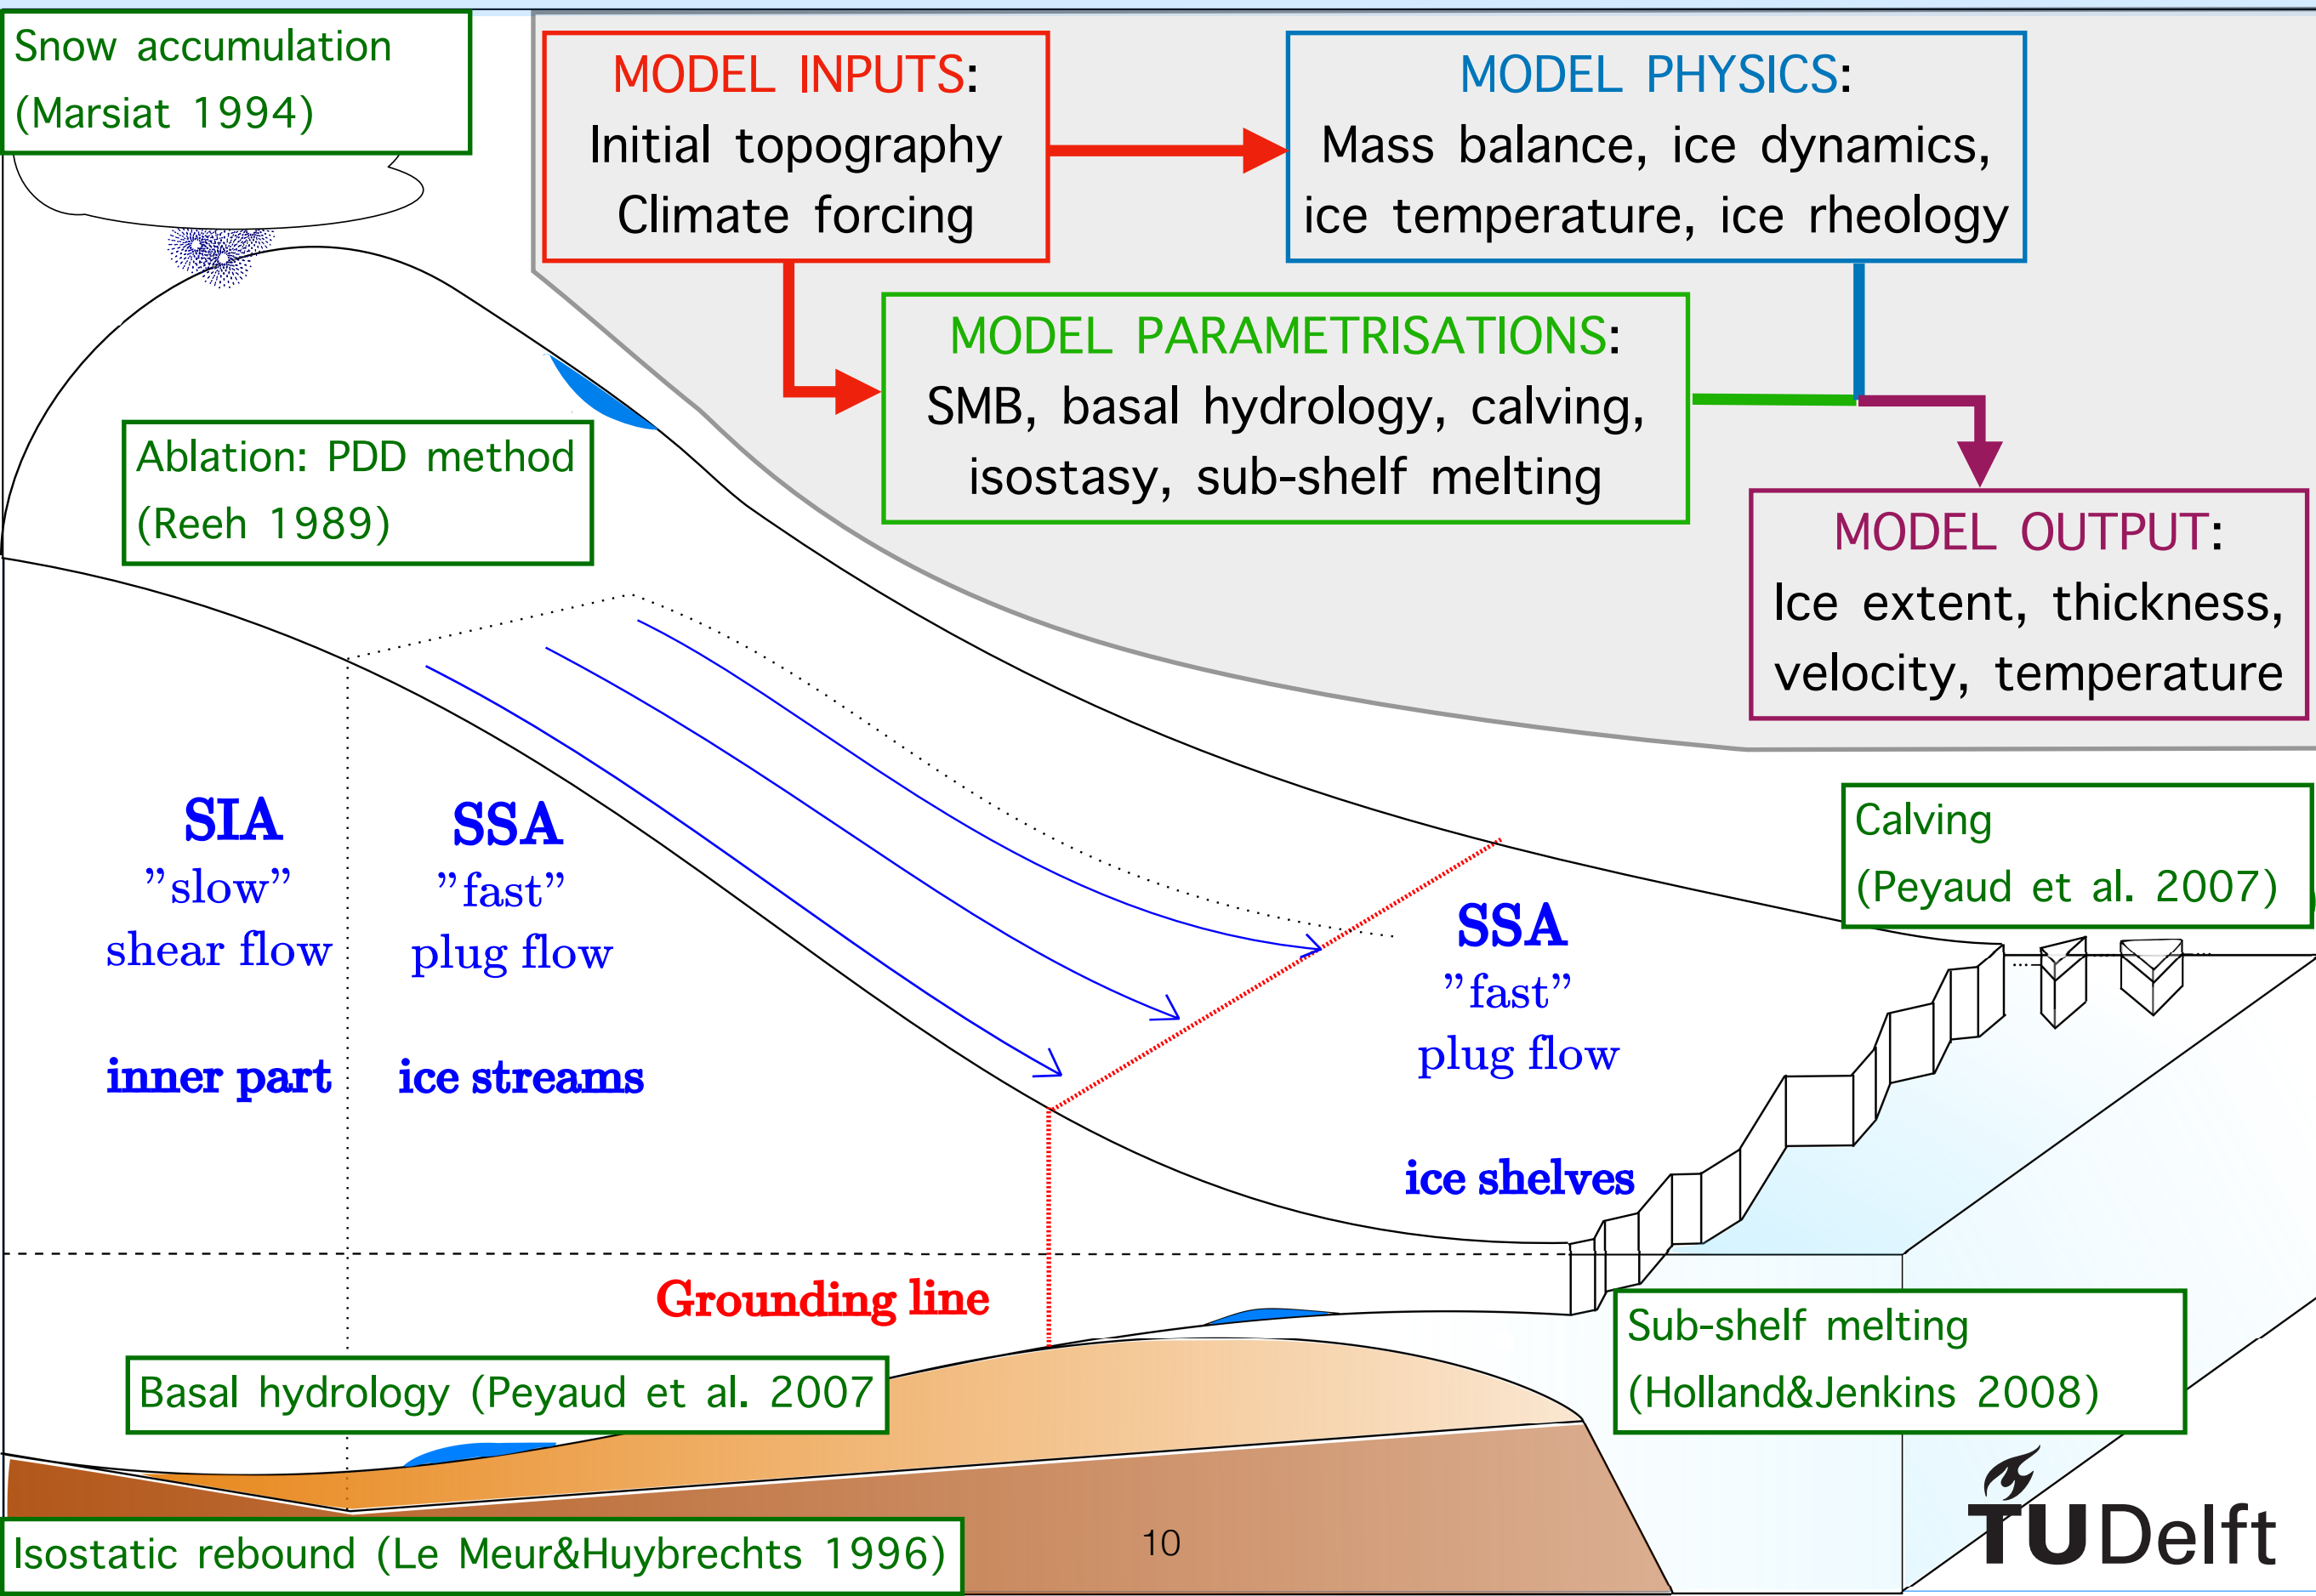 Snow accumulation
(Marsiat 1994)
MODEL INPUTS:
Initial topography
Climate forcing
MODEL PHYSICS:
Mass balance, ice dynamics,
ice temperature, ice rheology
MODEL PARAMETRISATIONS:
SMB, basal hydrology, calving,
isostasy, sub-shelf melting
MODEL OUTPUT:
Ice extent, thickness,
velocity, temperature
Ablation: PDD method
(Reeh 1989)
SIA
"slow"
shear flow
inner part
SSA
"fast"
plug flow
ice streams
SSA
"fast"
plug flow
ice shelves
Calving
(Peyaud et al. 2007)
Grounding line
Sub-shelf melting
(Holland&Jenkins 2008)
Basal hydrology (Peyaud et al. 2007
Isostatic rebound (Le Meur&Huybrechts 1996)
10
TUDelft